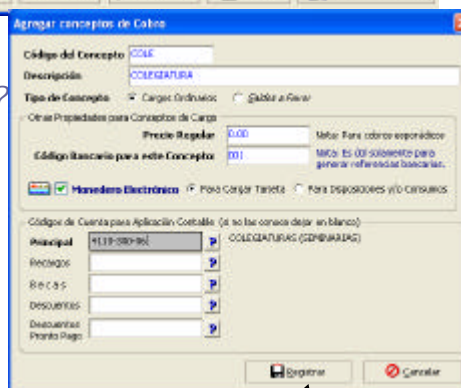 Agregar conceptos de Cobro
Código del Concepto COLE
Descripción COLEGIATURA
Tipo de Concepto Cargos Ordinarios Saldos a Favor
Otras Propiedades para Conceptos de Cargo
Precio Regular 0.00 Nota: Para cobros esporádicos
Código Bancario para este Concepto 001 Nota: Es útil solamente para
generar referencias bancarias.
Monedero Electrónico Para Cargar Tarjeta Para Disposiciones y/o Consumos
Códigos de Cuenta para Aplicación Contable (si no las conoce dejar en blanco)
Principal ? COLEGIATURAS (SEMINARIAS)
Recargos ?
Becas ?
Descuentos ?
Descuentos
Pronto Pago ?
Registrar Cancelar